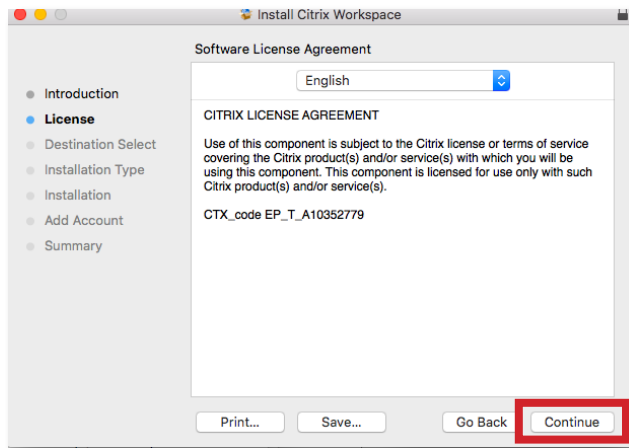 Install Citrix Workspace
Software License Agreement
English
Introduction
License
Destination Select
Installation Type
Installation
Add Account
Summary
CITRIX LICENSE AGREEMENT
Use of this component is subject to the Citrix license or terms of service
covering the Citrix product(s) and/or service(s) with which you will be
using this component. This component is licensed for use only with such
Citrix product(s) and/or service(s).
CTX_code EP_T_A10352779
Print... Save... Go Back Continue